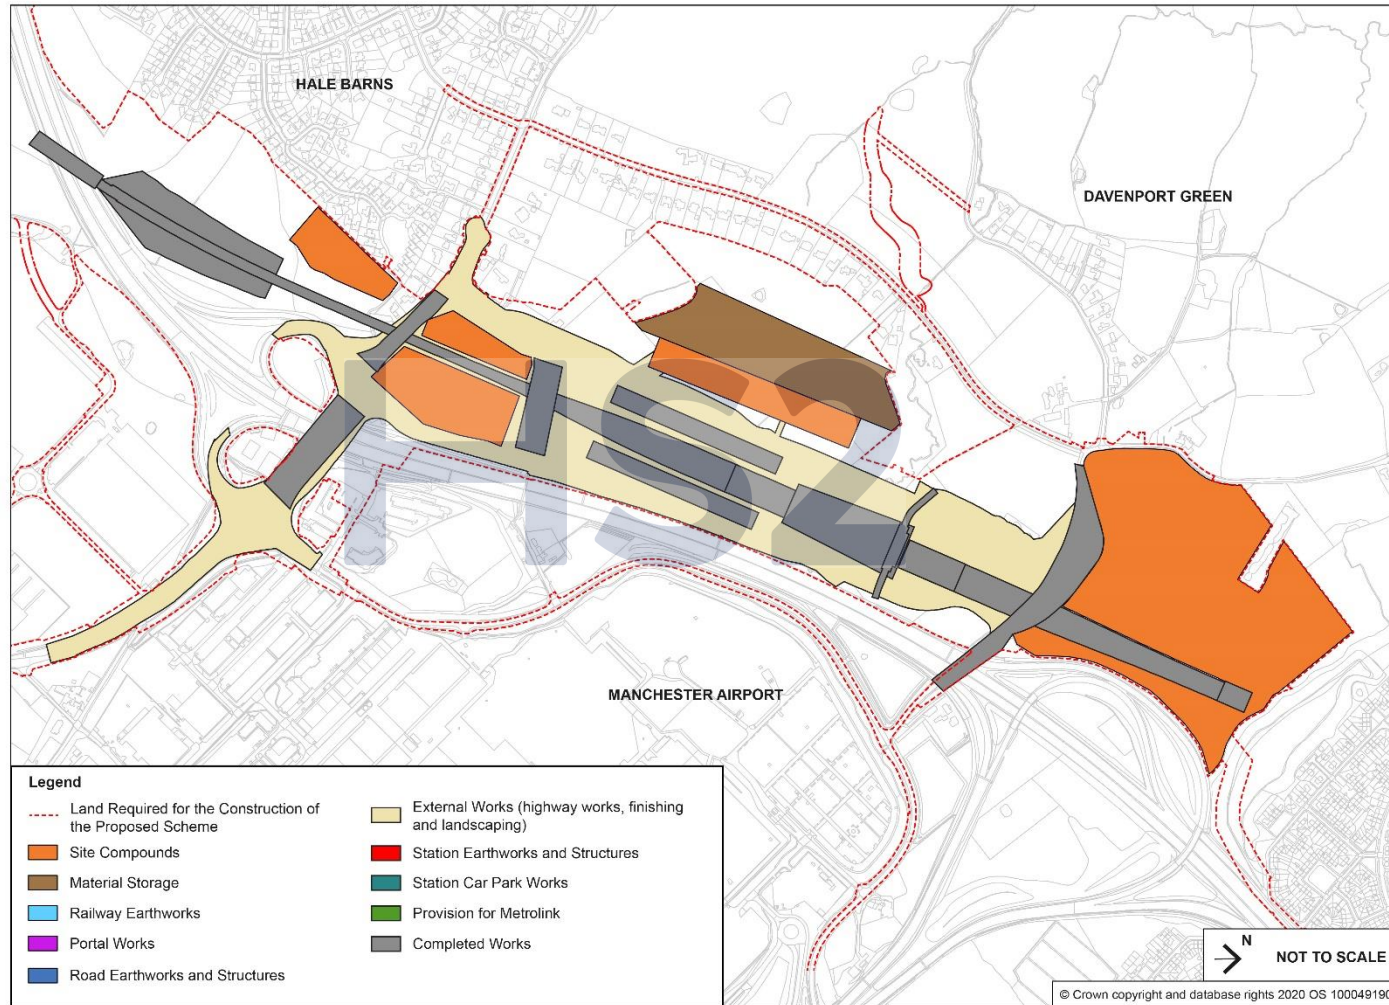 HALE BARNS
DAVENPORT GREEN
HS2
MANCHESTER AIRPORT
Legend
Land Required for the Construction of
the Proposed Scheme
Site Compounds
Material Storage
Railway Earthworks
Portal Works
Road Earthworks and Structures
External Works (highway works, finishing
and landscaping)
Station Earthworks and Structures
Station Car Park Works
Provision for Metrolink
Completed Works
N
NOT TO SCALE
© Crown copyright and database rights 2020 OS 100049190